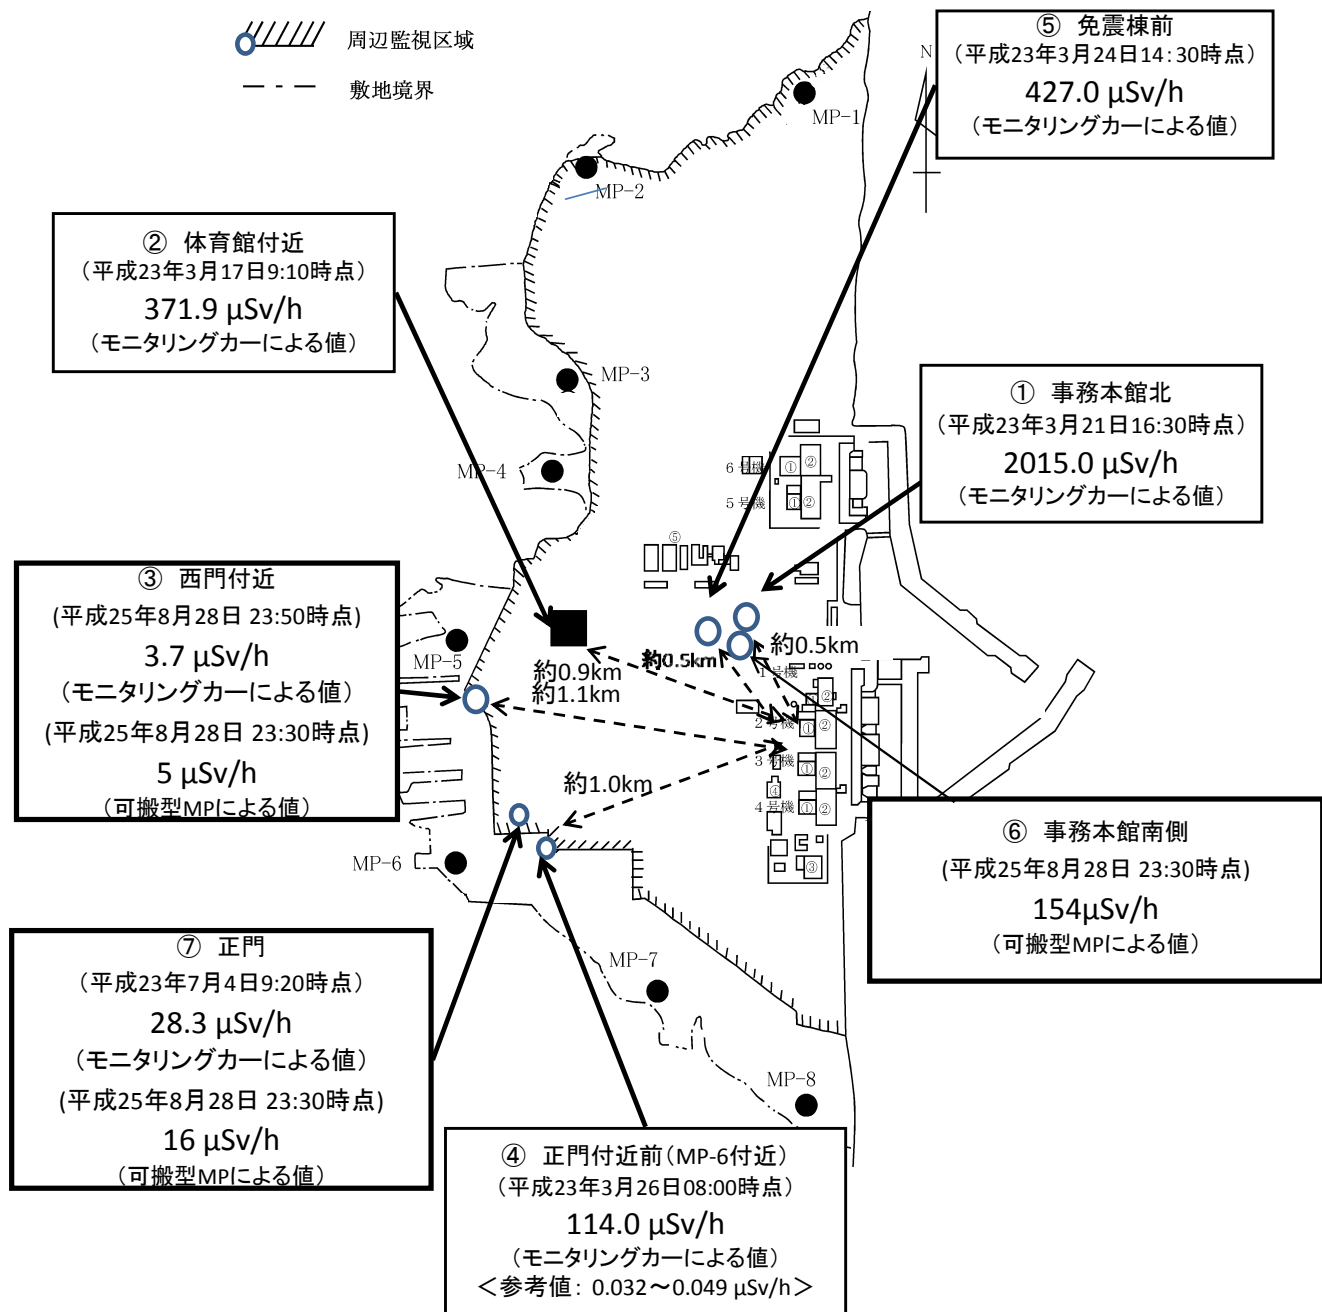 周辺監視区域
敷地境界
⑤ 免震棟前
（平成23年3月24日14:30時点）
427.0 μSv/h
（モニタリングカーによる値）
N
MP-1
MP-2
② 体育館付近
（平成23年3月17日9:10時点）
371.9 μSv/h
（モニタリングカーによる値）
MP-3
① 事務本館北
（平成23年3月21日16:30時点）
2015.0 μSv/h
（モニタリングカーによる値）
MP-4
6号機
①
②
5号機
①
②
⑤
③ 西門付近
(平成25年8月28日 23:50時点)
3.7 μSv/h
（モニタリングカーによる値）
(平成25年8月28日 23:30時点)
5 μSv/h
（可搬型MPによる値）
MP-5
約0.9km
約1.1km
約0.5km
約0.5km
1号機
②
2号機
①
②
3号機
①
②
④
4号機
①
②
③
約1.0km
MP-6
⑥ 事務本館南側
(平成25年8月28日 23:30時点)
154μSv/h
（可搬型MPによる値）
⑦ 正門
（平成23年7月4日9:20時点）
28.3 μSv/h
（モニタリングカーによる値）
(平成25年8月28日 23:30時点)
16 μSv/h
（可搬型MPによる値）
MP-7
MP-8
④ 正門付近前（MP-6付近）
（平成23年3月26日08:00時点）
114.0 μSv/h
（モニタリングカーによる値）
＜参考値： 0.032～0.049 μSv/h＞